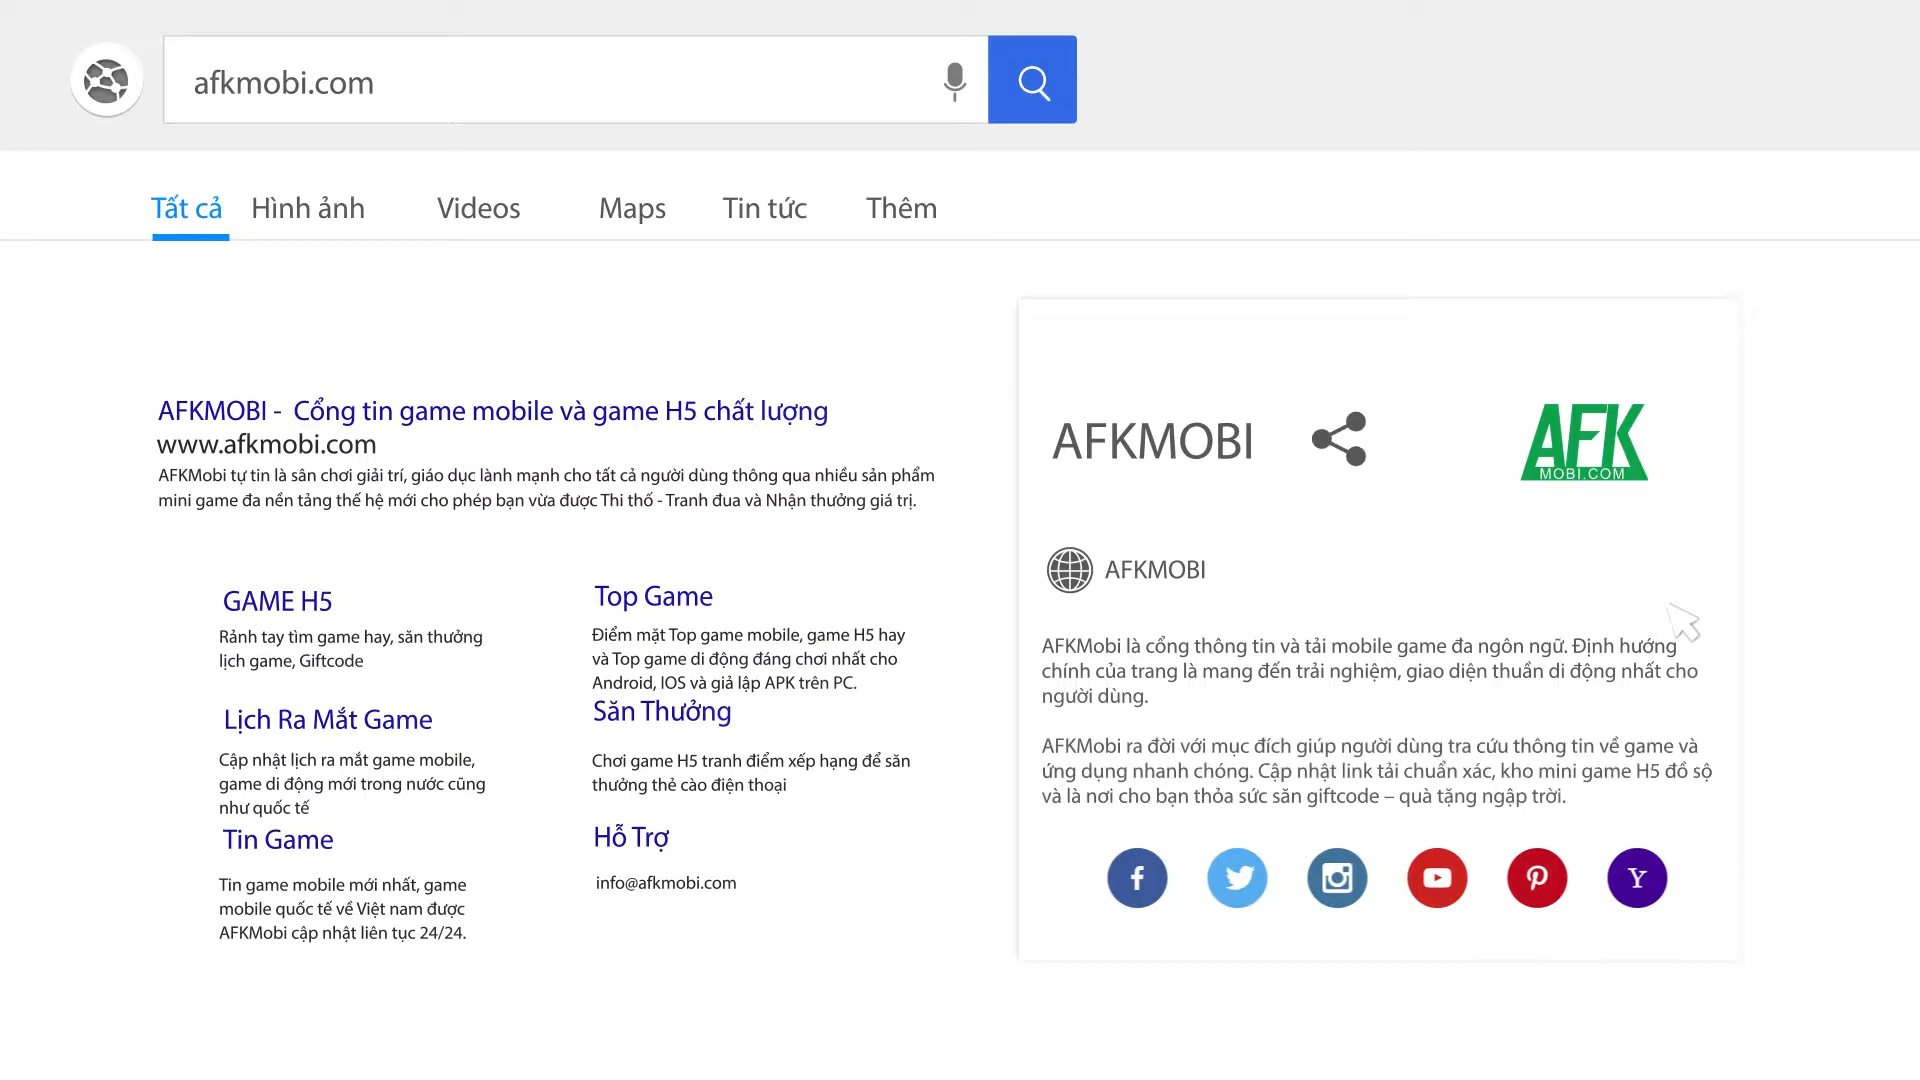 afkmobi.com
Tất cả Hình ảnh Videos Maps Tin tức Thêm
AFKMOBI - Cổng tin game mobile và game H5 chất lượng
www.afkmobi.com
AFKMobi tự tin là sân chơi giải trí, giáo dục lành mạnh cho tất cả người dùng thông qua nhiều sản phẩm
mini game đa nền tảng thế hệ mới cho phép bạn vừa được Thi thố - Tranh đua và Nhận thưởng giá trị.
GAME H5
Rảnh tay tìm game hay, săn thưởng
lịch game, Giftcode
Lịch Ra Mắt Game
Cập nhật lịch ra mắt game mobile,
game di động mới trong nước cũng
như quốc tế
Tin Game
Tin game mobile mới nhất, game
mobile quốc tế về Việt nam được
AFKMobi cập nhật liên tục 24/24.
Top Game
Điểm mặt Top game mobile, game H5 hay
và Top game di động đáng chơi nhất cho
Android, IOS và giả lập APK trên PC.
Săn Thưởng
Chơi game H5 tranh điểm xếp hạng để săn
thưởng thẻ cào điện thoại
Hỗ Trợ
info@afkmobi.com
AFKMOBI
AFK
MOBI.COM
AFKMOBI
AFKMobi là cổng thông tin và tải mobile game đa ngôn ngữ. Định hướng
chính của trang là mang đến trải nghiệm, giao diện thuần di động nhất cho
người dùng.
AFKMobi ra đời với mục đích giúp người dùng tra cứu thông tin về game và
ứng dụng nhanh chóng. Cập nhật link tải chuẩn xác, kho mini game H5 đồ sộ
và là nơi cho bạn thỏa sức săn giftcode – quà tặng ngập trời.